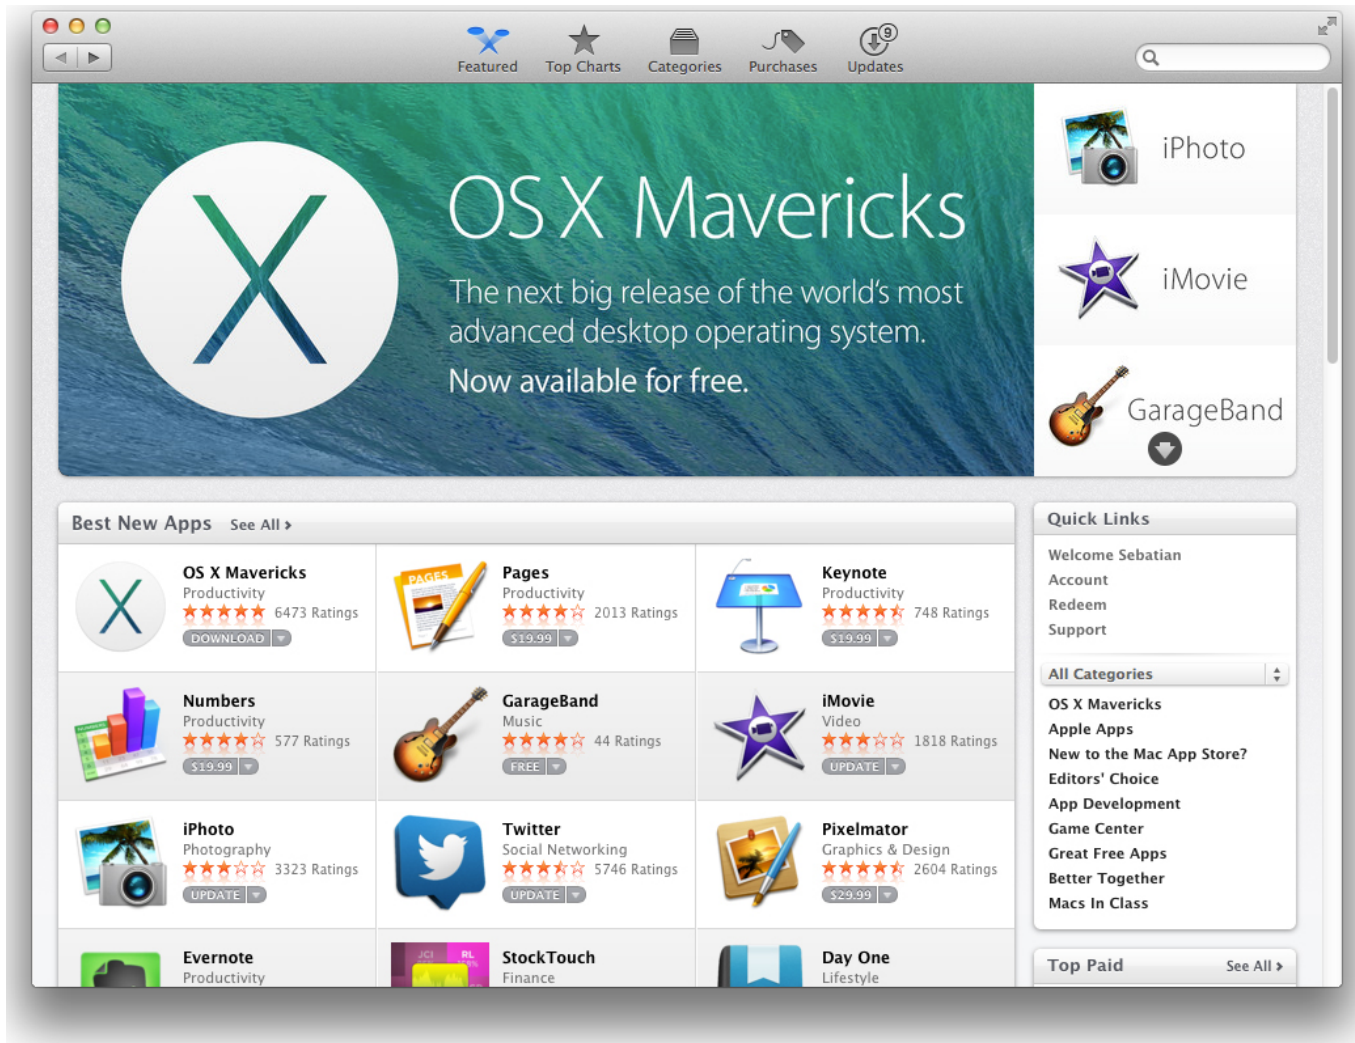 9
Featured
Top Charts
Categories
Purchases
Updates
OS X Mavericks
The next big release of the world's most
advanced desktop operating system.
Now available for free.
iPhoto
iMovie
GarageBand
Best New Apps See All ›
OS X Mavericks
Productivity
6473 Ratings
DOWNLOAD
PAGES
Pages
Productivity
2013 Ratings
$19.99
Keynote
Productivity
748 Ratings
$19.99
Numbers
Productivity
577 Ratings
$19.99
GarageBand
Music
44 Ratings
FREE
iMovie
Video
1818 Ratings
UPDATE
iPhoto
Photography
3323 Ratings
UPDATE
Twitter
Social Networking
5746 Ratings
UPDATE
Pixelmator
Graphics & Design
2604 Ratings
$29.99
Evernote
Productivity
JCI
RL
StockTouch
Finance
Day One
Lifestyle
Quick Links
Welcome Sebatian
Account
Redeem
Support
All Categories
OS X Mavericks
Apple Apps
New to the Mac App Store?
Editors' Choice
App Development
Game Center
Great Free Apps
Better Together
Macs In Class
Top Paid See All ›